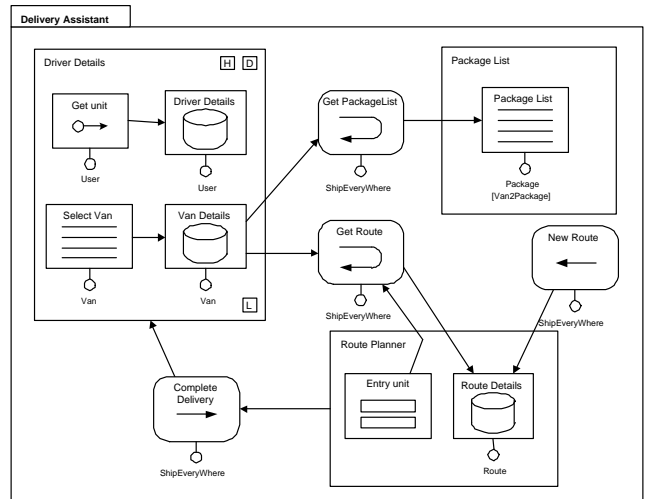 Delivery Assistant
Driver Details
H
D
Get unit
User
Driver Details
User
Select Van
Van
Van Details
Van
L
Get PackageList
ShipEveryWhere
Package List
Package List
Package
[Van2Package]
Get Route
ShipEveryWhere
New Route
ShipEveryWhere
Route Planner
Entry unit
Route Details
Route
Complete
Delivery
ShipEveryWhere